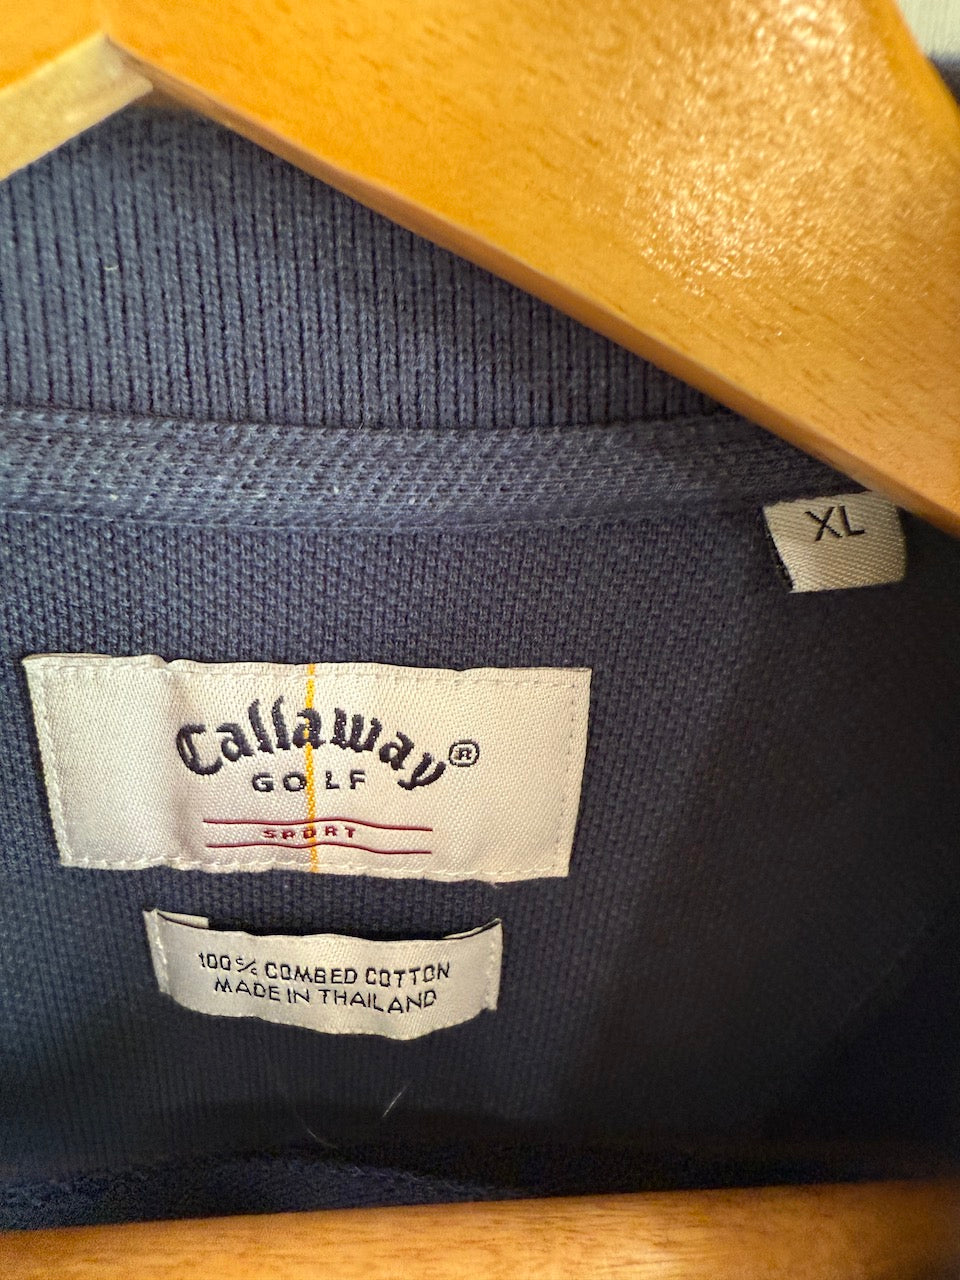 XL
Callaway®
GOLF
SPORT
100% COMBED COTTON
MADE IN THAILAND